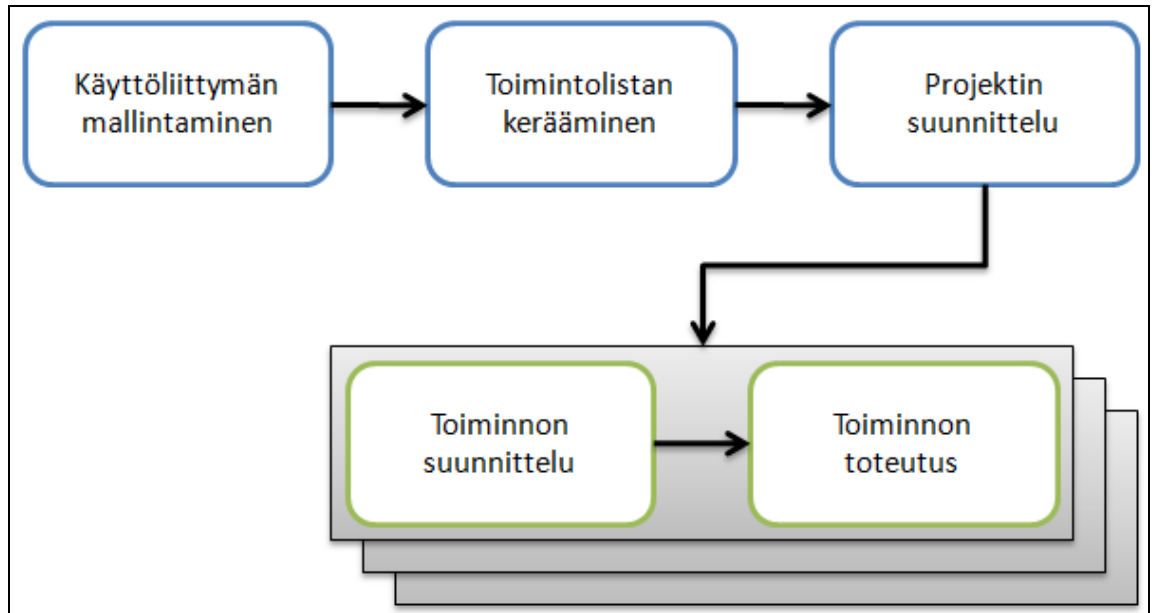 Käyttöliittymän
mallintaminen
Toimintolistan
kerääminen
Projektin
suunnittelu
Toiminnon
suunnittelu
Toiminnon
toteutus